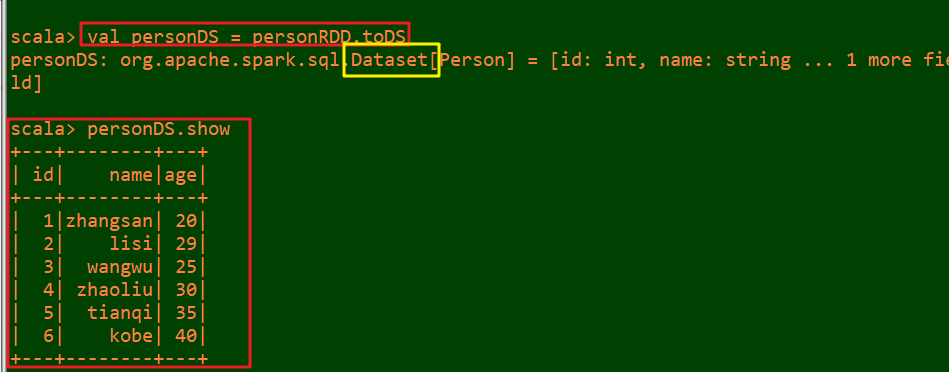 scala> val personDS = personRDD.toDS
personDS: org.apache.spark.sql.Dataset[Person] = [id: int, name: string ... 1 more fie
ld]
scala> personDS.show
+---+--------+---+
| id|    name|age|
+---+--------+---+
|  1|zhangsan| 20|
|  2|    lisi| 29|
|  3|  wangwu| 25|
|  4| zhaoliu| 30|
|  5|  tianqi| 35|
|  6|    kobe| 40|
+---+--------+---+